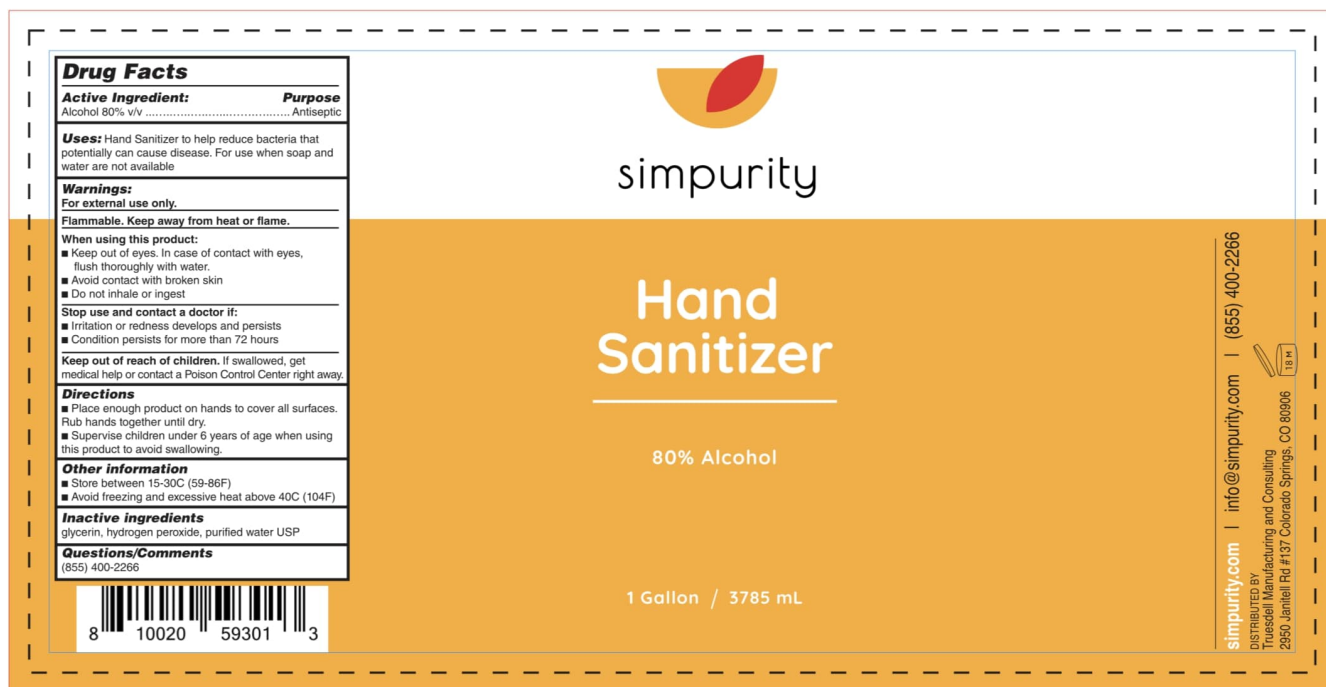 Drug Facts
Active Ingredient: Purpose
Alcohol 80% v/v ........................................ Antiseptic
Uses: Hand Sanitizer to help reduce bacteria that
potentially can cause disease. For use when soap and
water are not available
Warnings:
For external use only.
Flammable. Keep away from heat or flame.
When using this product:
■ Keep out of eyes. In case of contact with eyes,
flush thoroughly with water.
■ Avoid contact with broken skin
■ Do not inhale or ingest
Stop use and contact a doctor if:
■ Irritation or redness develops and persists
■ Condition persists for more than 72 hours
Keep out of reach of children. If swallowed, get
medical help or contact a Poison Control Center right away.
Directions
■ Place enough product on hands to cover all surfaces.
Rub hands together until dry.
■ Supervise children under 6 years of age when using
this product to avoid swallowing.
Other information
■ Store between 15-30C (59-86F)
■ Avoid freezing and excessive heat above 40C (104F)
Inactive ingredients
glycerin, hydrogen peroxide, purified water USP
Questions/Comments
(855) 400-2266
8 10020 59301 3
simpurity
Hand
Sanitizer
80% Alcohol
1 Gallon / 3785 mL
simpurity.com | info@simpurity.com | (855) 400-2266
DISTRIBUTED BY
Truesdell Manufacturing and Consulting
2950 Janitell Rd #137 Colorado Springs, CO 80906
18 M